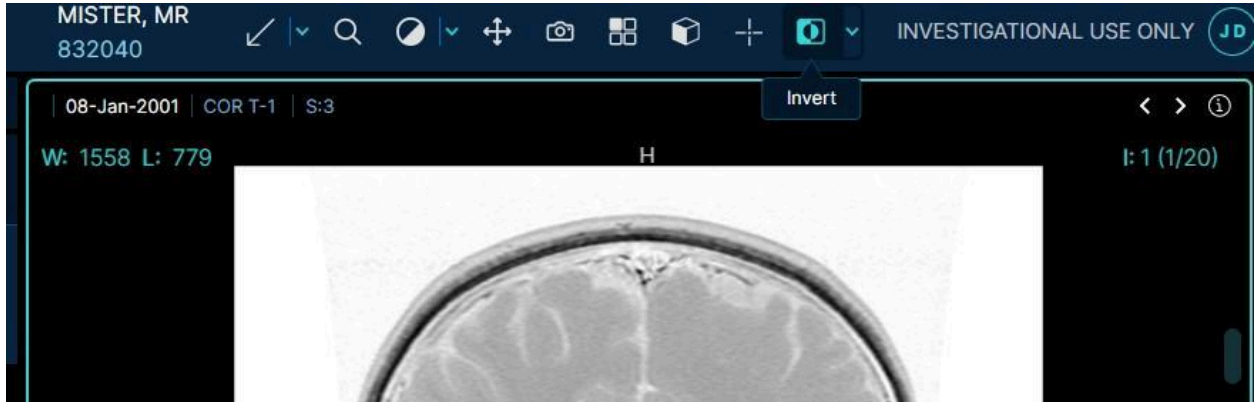 MISTER, MR
832040
INVESTIGATIONAL USE ONLY
JD
Invert
08-Jan-2001 COR T-1 S:3
W: 1558 L: 779
H
I: 1 (1/20)